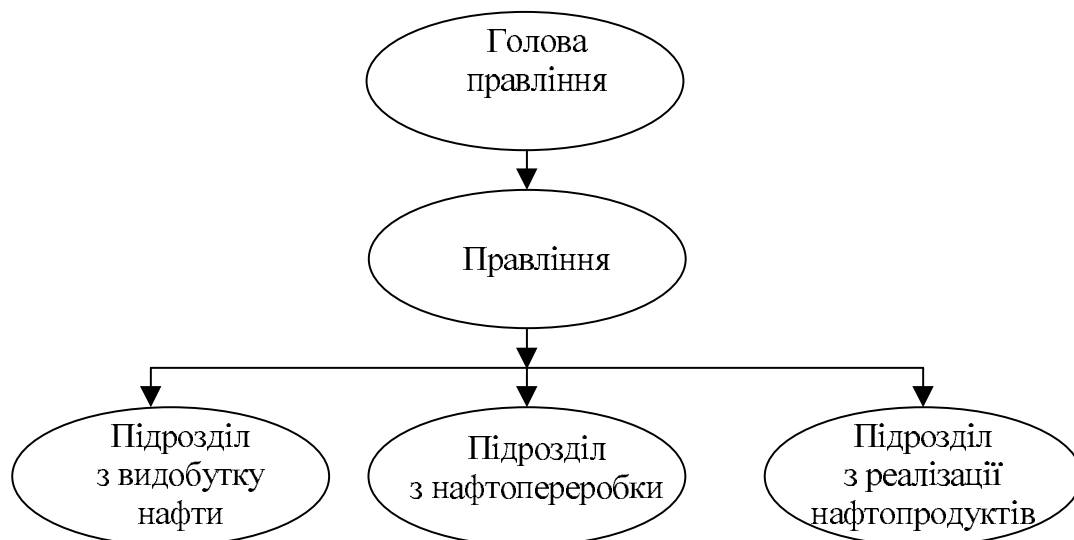 Голова
правління
Правління
Підрозділ
з видобутку
нафти
Підрозділ
з нафтопереробки
Підрозділ
з реалізації
нафтопродуктів